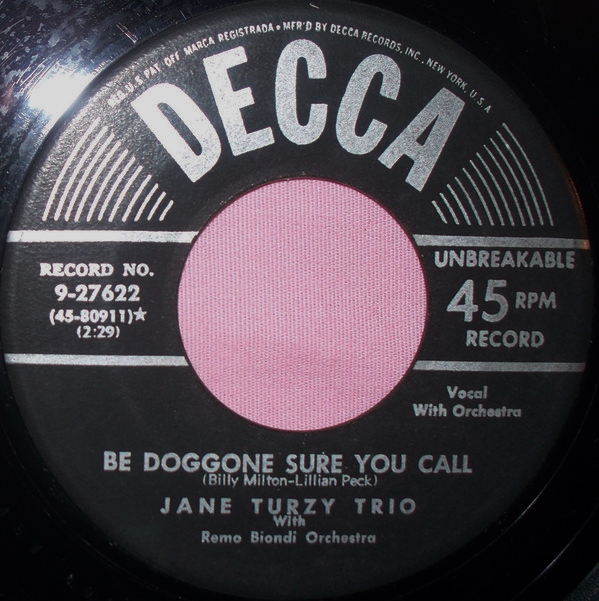 REG. U.S. PAT. OFF. MARCA REGISTRADA • MFR'D BY DECCA RECORDS, INC., NEW YORK, U.S.A.
DECCA
RECORD NO.
9-27622
(45-80911)★
(2:29)
UNBREAKABLE
45 RPM
RECORD
Vocal
With Orchestra
BE DOGGONE SURE YOU CALL
(Billy Milton-Lillian Peck)
JANE TURZY TRIO
With
Remo Biondi Orchestra